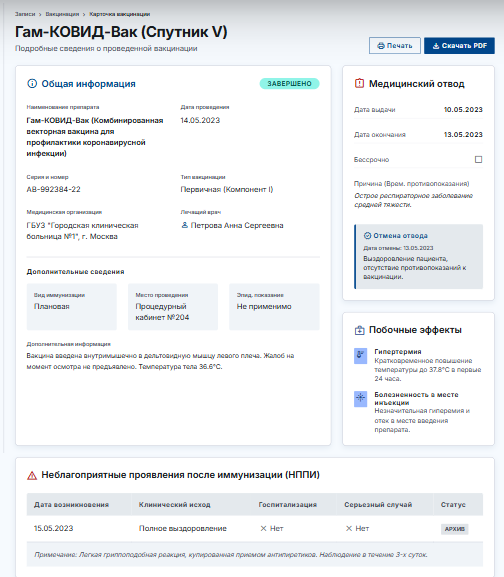 Записи › Вакцинация › Карточка вакцинации
Гам-КОВИД-Вак (Спутник V)
Подробные сведения о проведенной вакцинации
Печать
Скачать PDF
Общая информация
ЗАВЕРШЕНО
Наименование препарата
Гам-КОВИД-Вак (Комбинированная
векторная вакцина для
профилактики коронавирусной
инфекции)
Дата проведения
14.05.2023
Серия и номер
АВ-992384-22
Тип вакцинации
Первичная (Компонент I)
Медицинская организация
ГБУЗ "Городская клиническая
больница №1", г. Москва
Лечащий врач
Петрова Анна Сергеевна
Дополнительные сведения
Вид иммунизации
Плановая
Место проведения
Процедурный
кабинет №204
Эпид. показания
Не применимо
Дополнительная информация
Вакцина введена внутримышечно в дельтовидную мышцу левого плеча. Жалоб на
момент осмотра не предъявлено. Температура тела 36.6°C.
Медицинский отвод
Дата выдачи 10.05.2023
Дата окончания 13.05.2023
Бессрочно
Причина (Врем. противопоказания)
Острое респираторное заболевание
средней тяжести.
Отмена отвода
Дата отмены: 13.05.2023
Выздоровление пациента,
отсутствие противопоказаний к
вакцинации.
Побочные эффекты
Гипертермия
Кратковременное повышение
температуры до 37.8°C в первые
24 часа.
Болезненность в месте
инъекции
Незначительная гиперемия и
отек в месте введения
препарата.
Неблагоприятные проявления после иммунизации (НППИ)
Дата возникновения Клинический исход Госпитализация Серьезный случай Статус
15.05.2023 Полное выздоровление Нет Нет АРХИВ
Примечание: Легкая гриппоподобная реакция, купированная приемом антипиретиков. Наблюдение в течение 3-х суток.